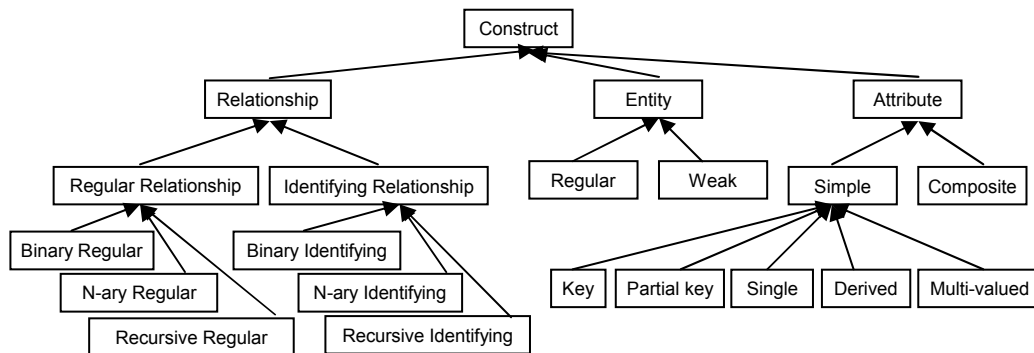 Construct
Relationship
Entity
Attribute
Regular Relationship
Identifying Relationship
Regular
Weak
Simple
Composite
Binary Regular
Binary Identifying
N-ary Regular
N-ary Identifying
Key
Partial key
Single
Derived
Multi-valued
Recursive Regular
Recursive Identifying